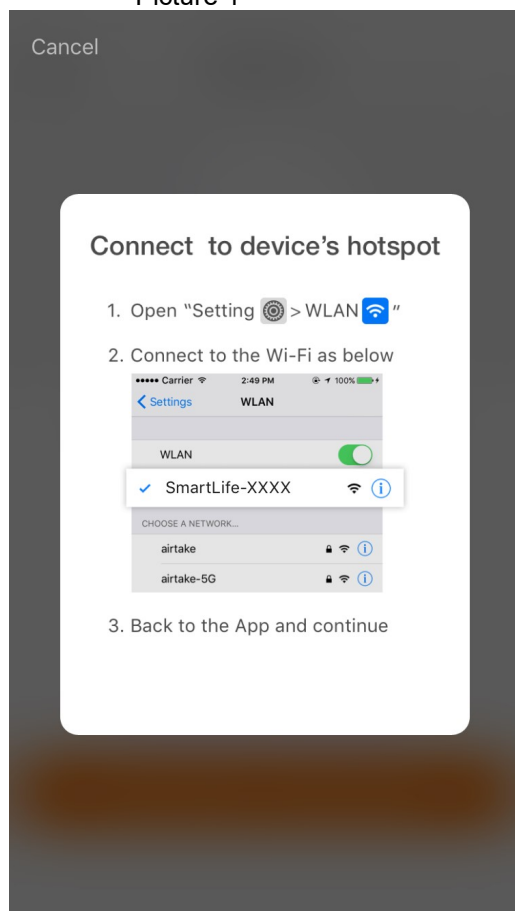 Picture 4
Cancel
Connect to device’s hotspot
1. Open “Setting > WLAN ”
2. Connect to the Wi-Fi as below
Carrier 2:49 PM 100%
Settings WLAN
WLAN
SmartLife-XXXX
CHOOSE A NETWORK...
airtake
airtake-5G
3. Back to the App and continue